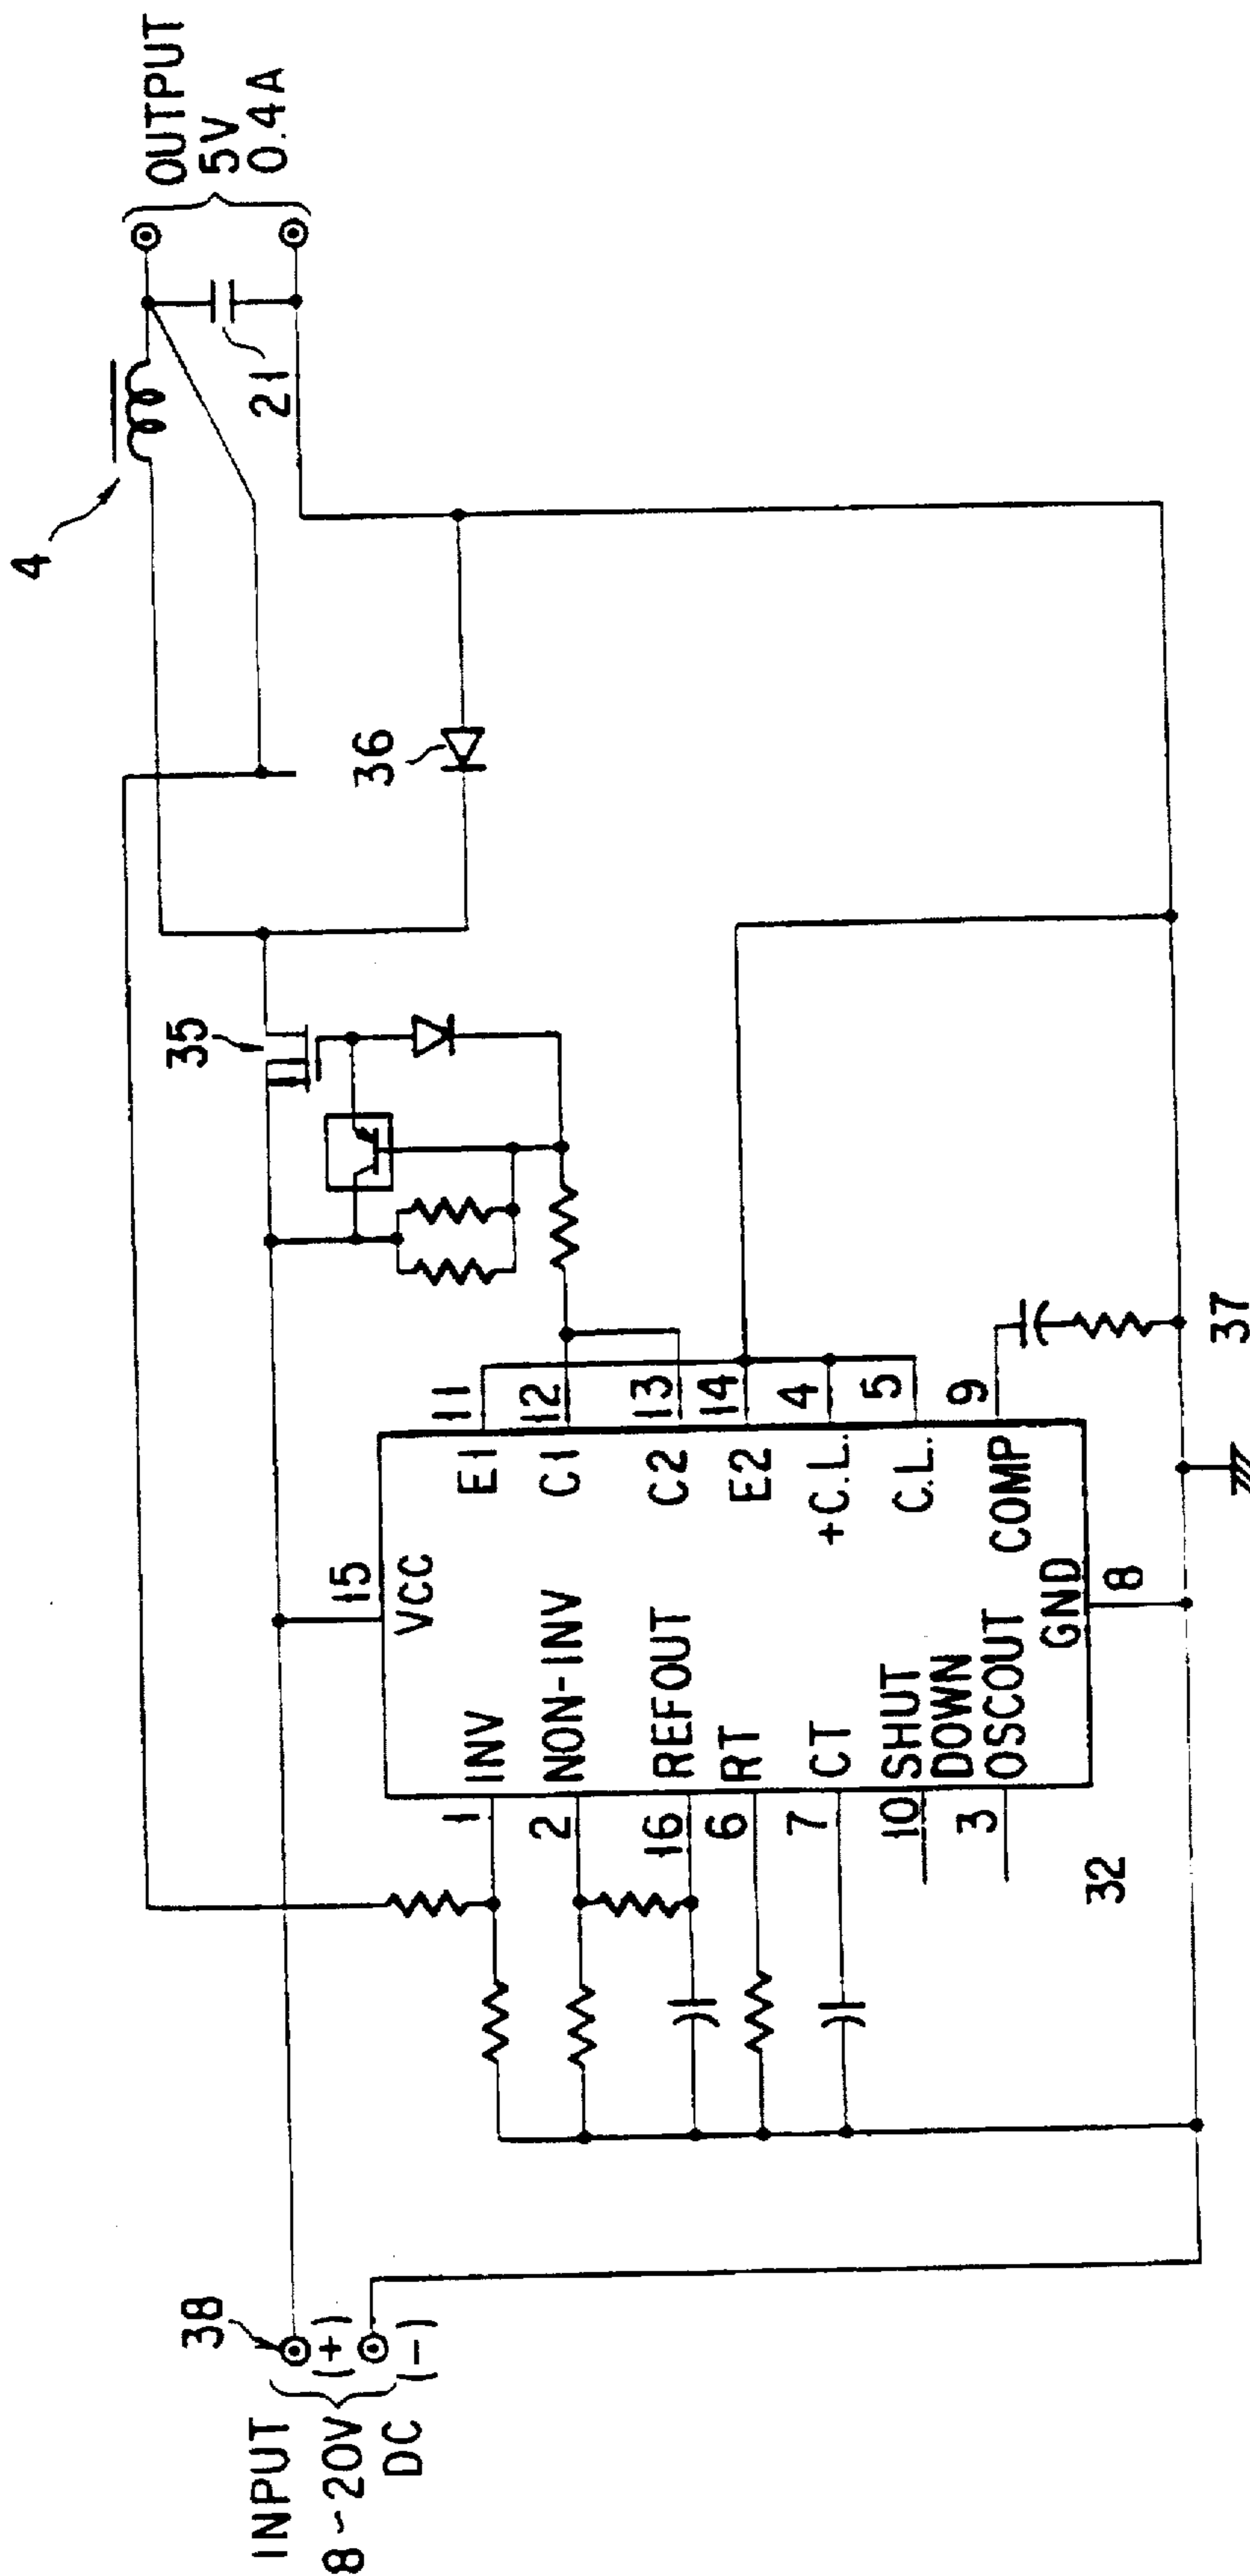 OUTPUT
5V
0.4A
4
21
36
35
INPUT
8~20V
DC
38
(+)
(-)
15
VCC
1
INV
2
NON-INV
16
REFOUT
6
RT
7
CT
10
SHUT
DOWN
3
OSCOUT
11
E1
12
C1
13
C2
14
E2
4
+C.L.
5
C.L.
9
COMP
GND
8
32
37